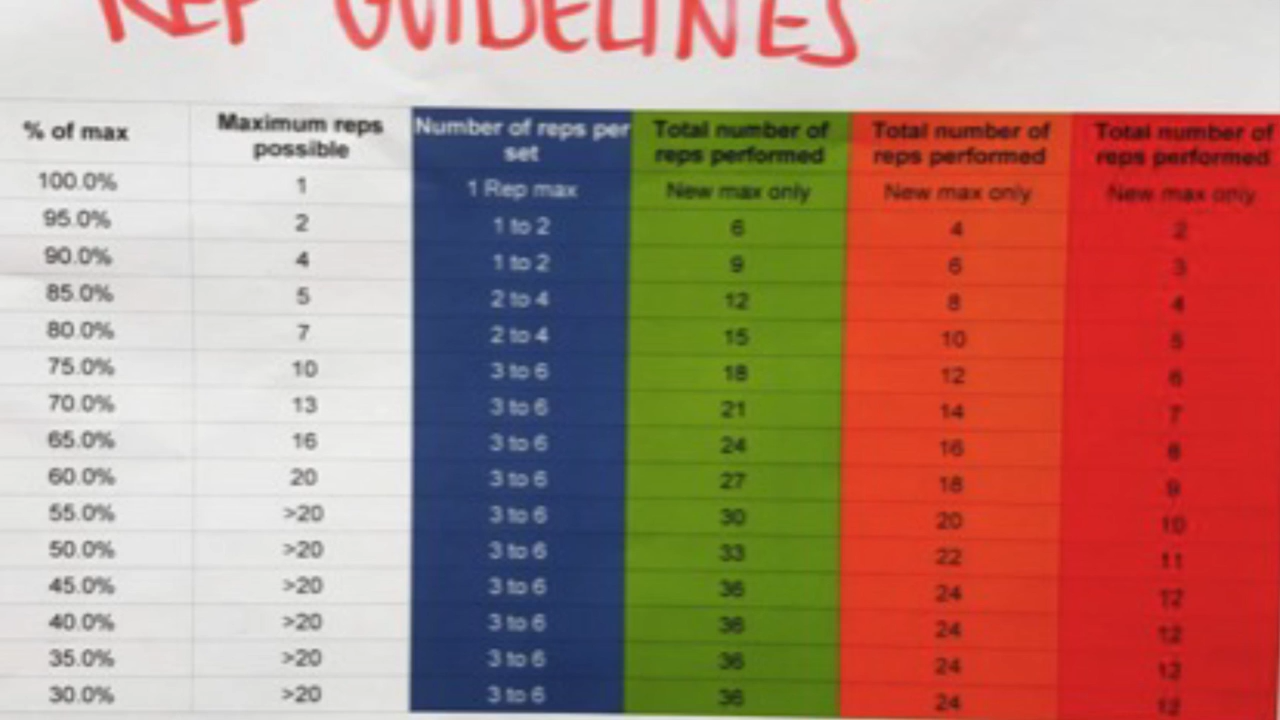 REP GUIDELINES
% of max Maximum reps possible Number of reps per set Total number of reps performed Total number of reps performed Total number of reps performed
100.0% 1 1 Rep max New max only New max only New max only
95.0% 2 1 to 2 6 4 2
90.0% 4 1 to 2 9 6 3
85.0% 5 2 to 4 12 8 4
80.0% 7 2 to 4 15 10 5
75.0% 10 3 to 6 18 12 6
70.0% 13 3 to 6 21 14 7
65.0% 16 3 to 6 24 16 8
60.0% 20 3 to 6 27 18 9
55.0% >20 3 to 6 30 20 10
50.0% >20 3 to 6 33 22 11
45.0% >20 3 to 6 36 24 12
40.0% >20 3 to 6 36 24 12
35.0% >20 3 to 6 36 24 12
30.0% >20 3 to 6 36 24 12